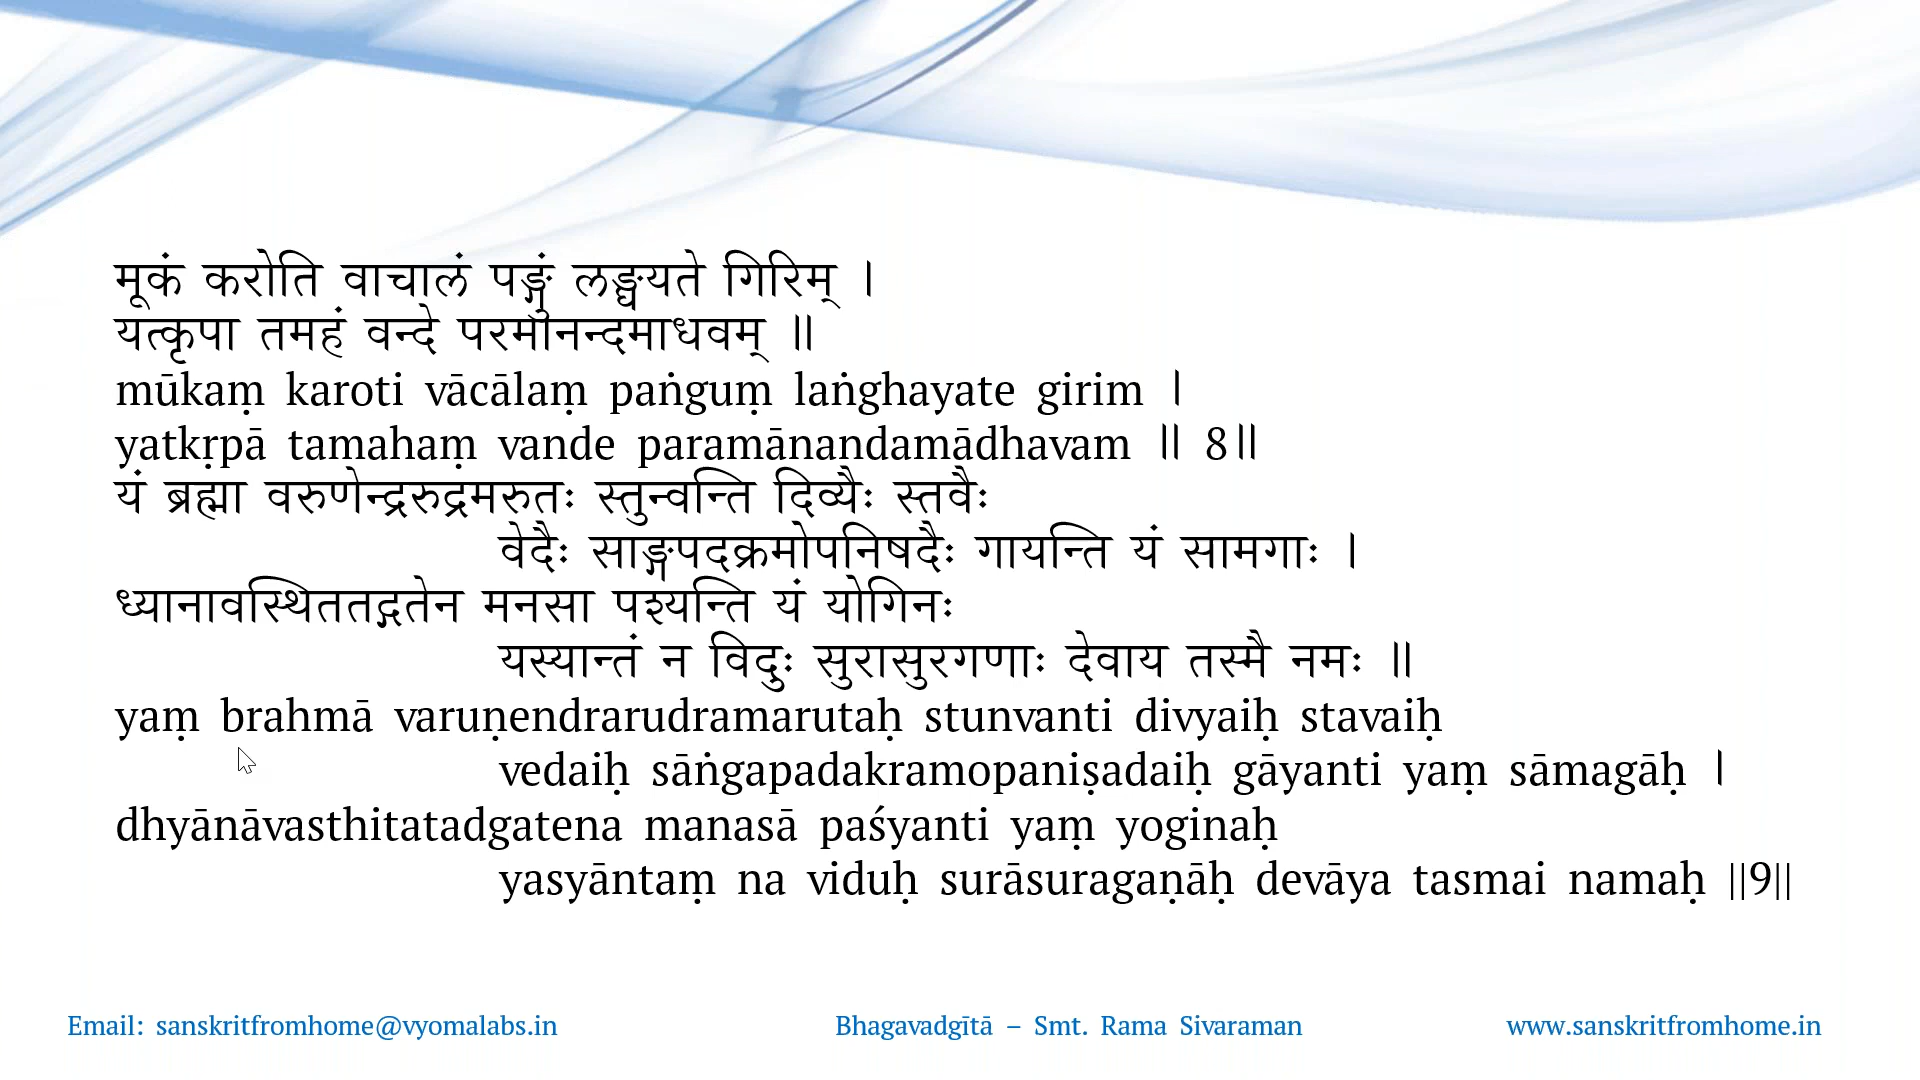 मूकं करोति वाचालं पङ्गुं लङ्घयते गिरिम् ।
यत्कृपा तमहं वन्दे परमानन्दमाधवम् ॥
mūkaṃ karoti vācālaṃ paṅguṃ laṅghayate girim ।
yatkṛpā tamahaṃ vande paramānandamādhavam ॥ 8॥
यं ब्रह्मा वरुणेन्द्ररुद्रमरुतः स्तुन्वन्ति दिव्यैः स्तवैः
वेदैः साङ्गपदक्रमोपनिषदैः गायन्ति यं सामगाः ।
ध्यानावस्थिततद्गतेन मनसा पश्यन्ति यं योगिनः
यस्यान्तं न विदुः सुरासुरगणाः देवाय तस्मै नमः ॥
yaṃ brahmā varuṇendrarudramarutaḥ stunvanti divyaiḥ stavaiḥ
vedaiḥ sāṅgapadakramopaniṣadaiḥ gāyanti yaṃ sāmagāḥ ।
dhyānāvasthitatadgatena manasā paśyanti yaṃ yoginaḥ
yasyāntaṃ na viduḥ surāsuragaṇāḥ devāya tasmai namaḥ ||9||
Email: sanskritfromhome@vyomalabs.in Bhagavadgītā – Smt. Rama Sivaraman www.sanskritfromhome.in